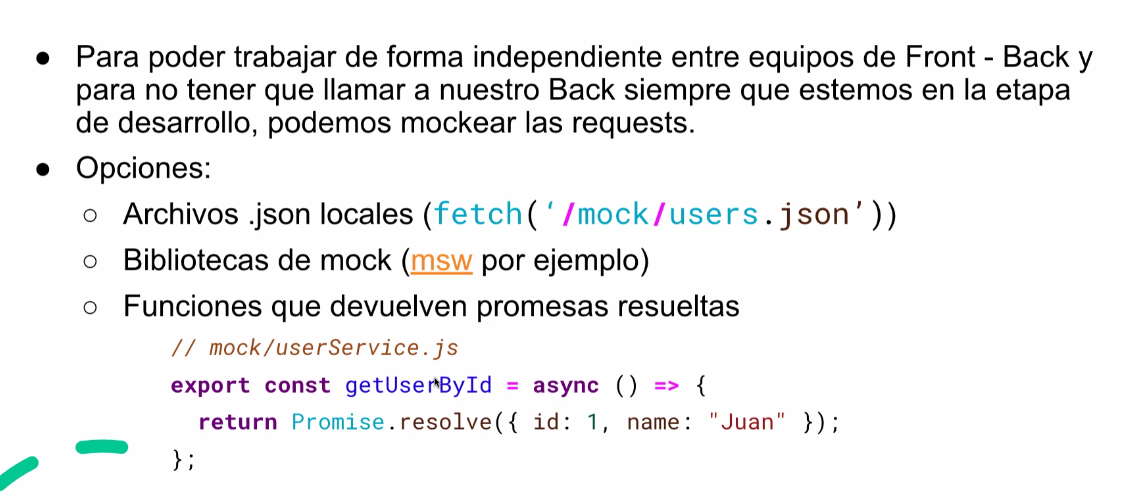 ● Para poder trabajar de forma independiente entre equipos de Front - Back y
para no tener que llamar a nuestro Back siempre que estemos en la etapa
de desarrollo, podemos mockear las requests.
● Opciones:
○ Archivos .json locales (fetch(‘/mock/users.json’))
○ Bibliotecas de mock (msw por ejemplo)
○ Funciones que devuelven promesas resueltas
// mock/userService.js
export const getUserById = async () => {
return Promise.resolve({ id: 1, name: "Juan" });
};